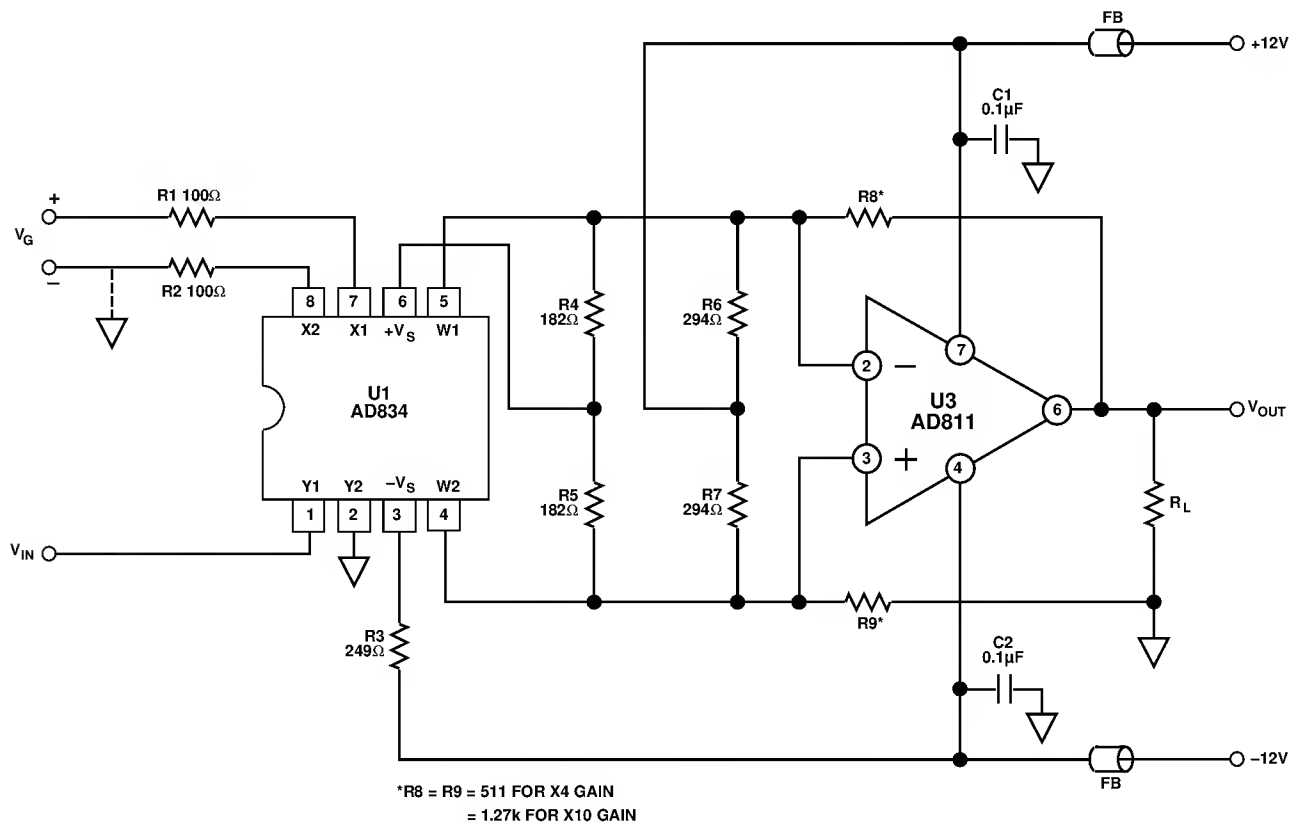 FB
+12V
C1
0.1µF
+
R1 100Ω
R8*
V_G
–
R2 100Ω
8
7
6
5
X2
X1
+V_S
W1
R4
182Ω
R6
294Ω
2
–
7
U1
AD834
U3
AD811
6
V_OUT
3
+
4
Y1
Y2
–V_S
W2
1
2
3
4
R5
182Ω
R7
294Ω
R_L
V_IN
R9*
R3
249Ω
C2
0.1µF
–12V
FB
*R8 = R9 = 511 FOR X4 GAIN
= 1.27k FOR X10 GAIN